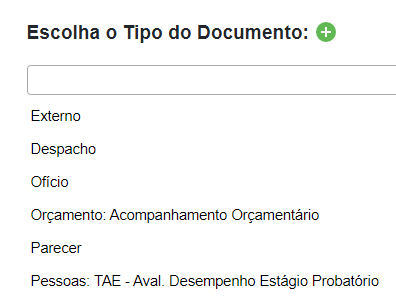 Escolha o Tipo do Documento:
Externo
Despacho
Ofício
Orçamento: Acompanhamento Orçamentário
Parecer
Pessoas: TAE - Aval. Desempenho Estágio Probatório